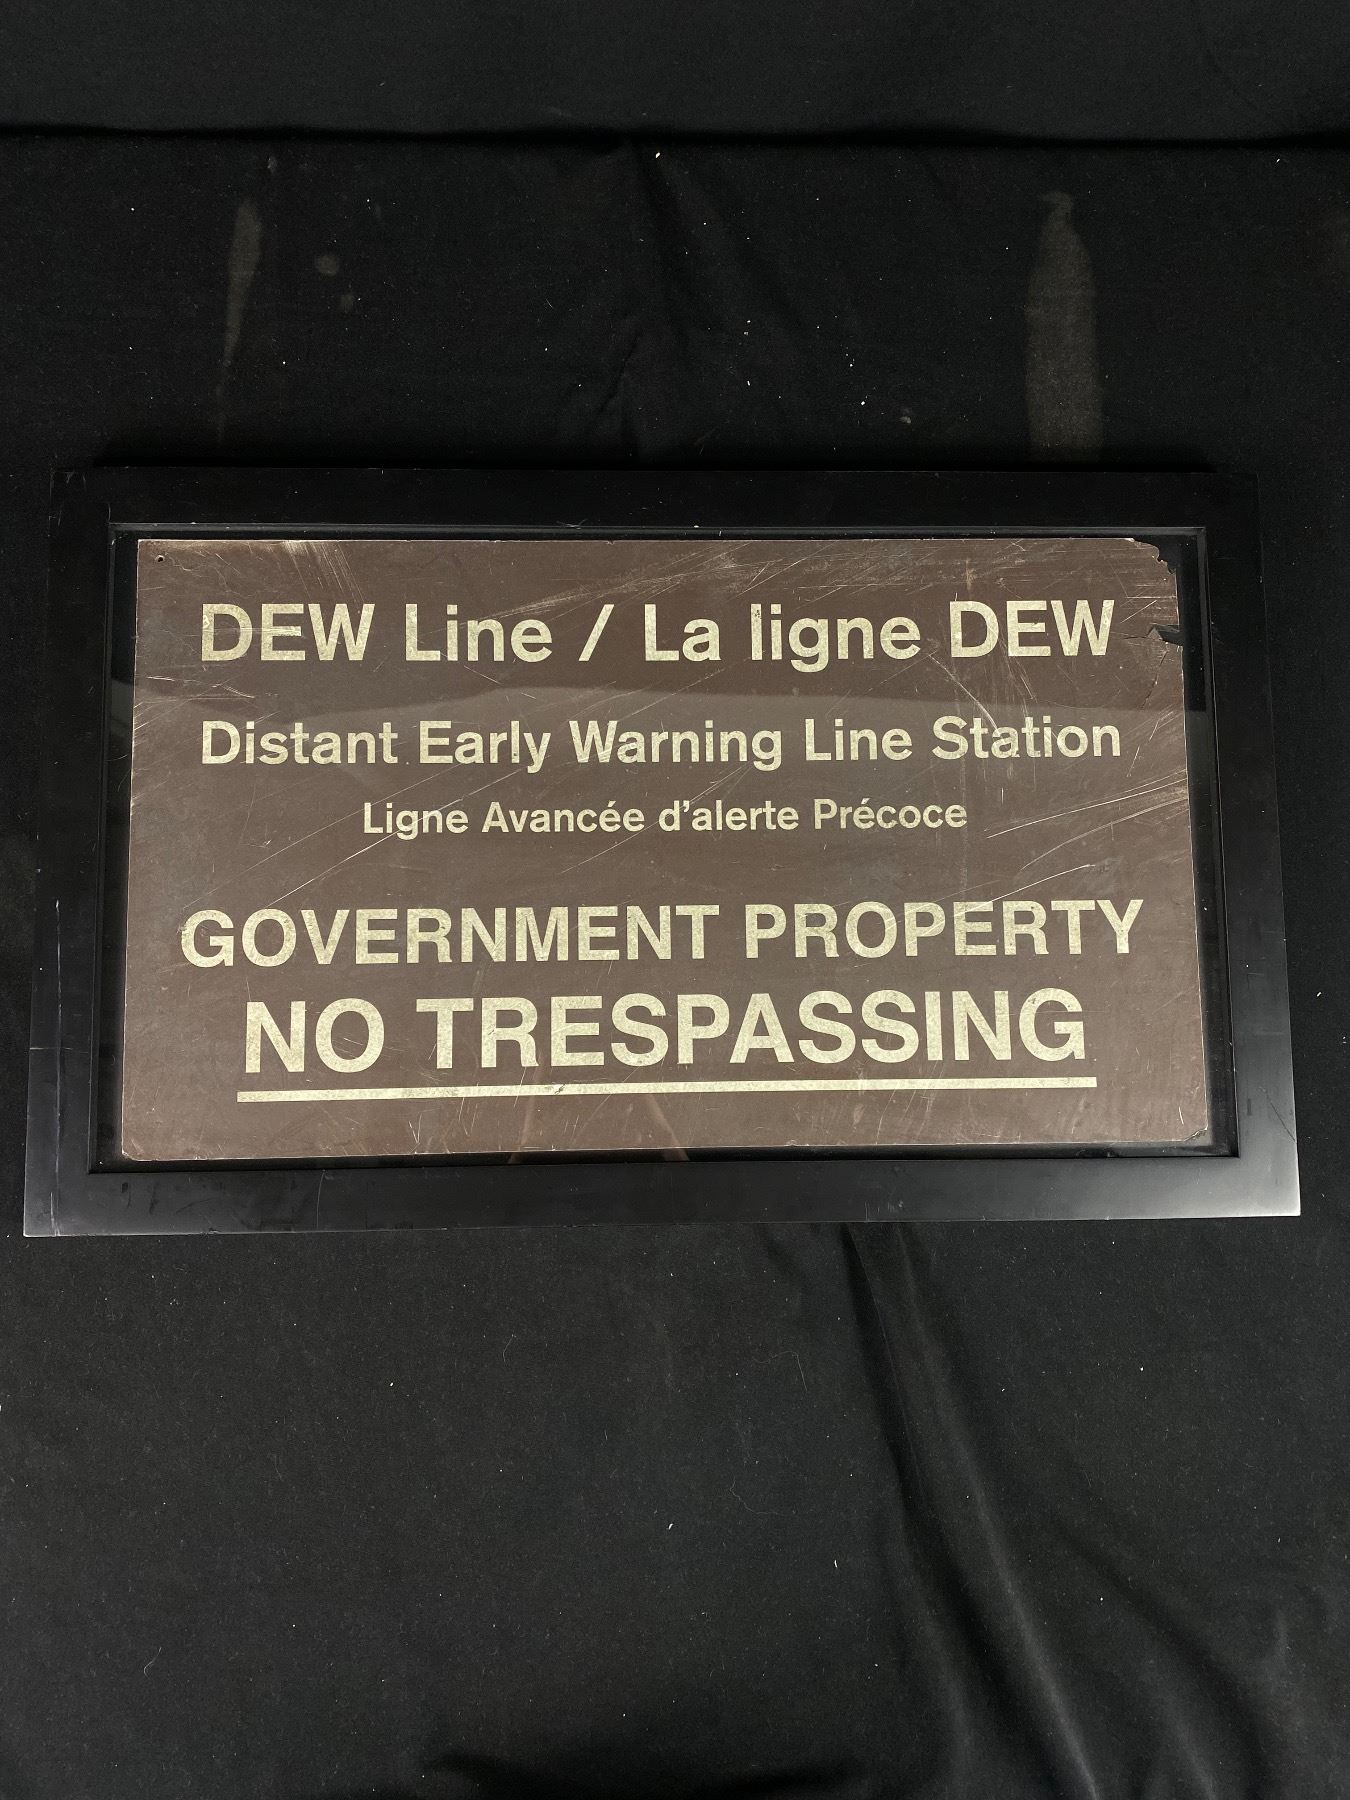 DEW Line / La ligne DEW
Distant Early Warning Line Station
Ligne Avancée d'alerte Précoce
GOVERNMENT PROPERTY
NO TRESPASSING